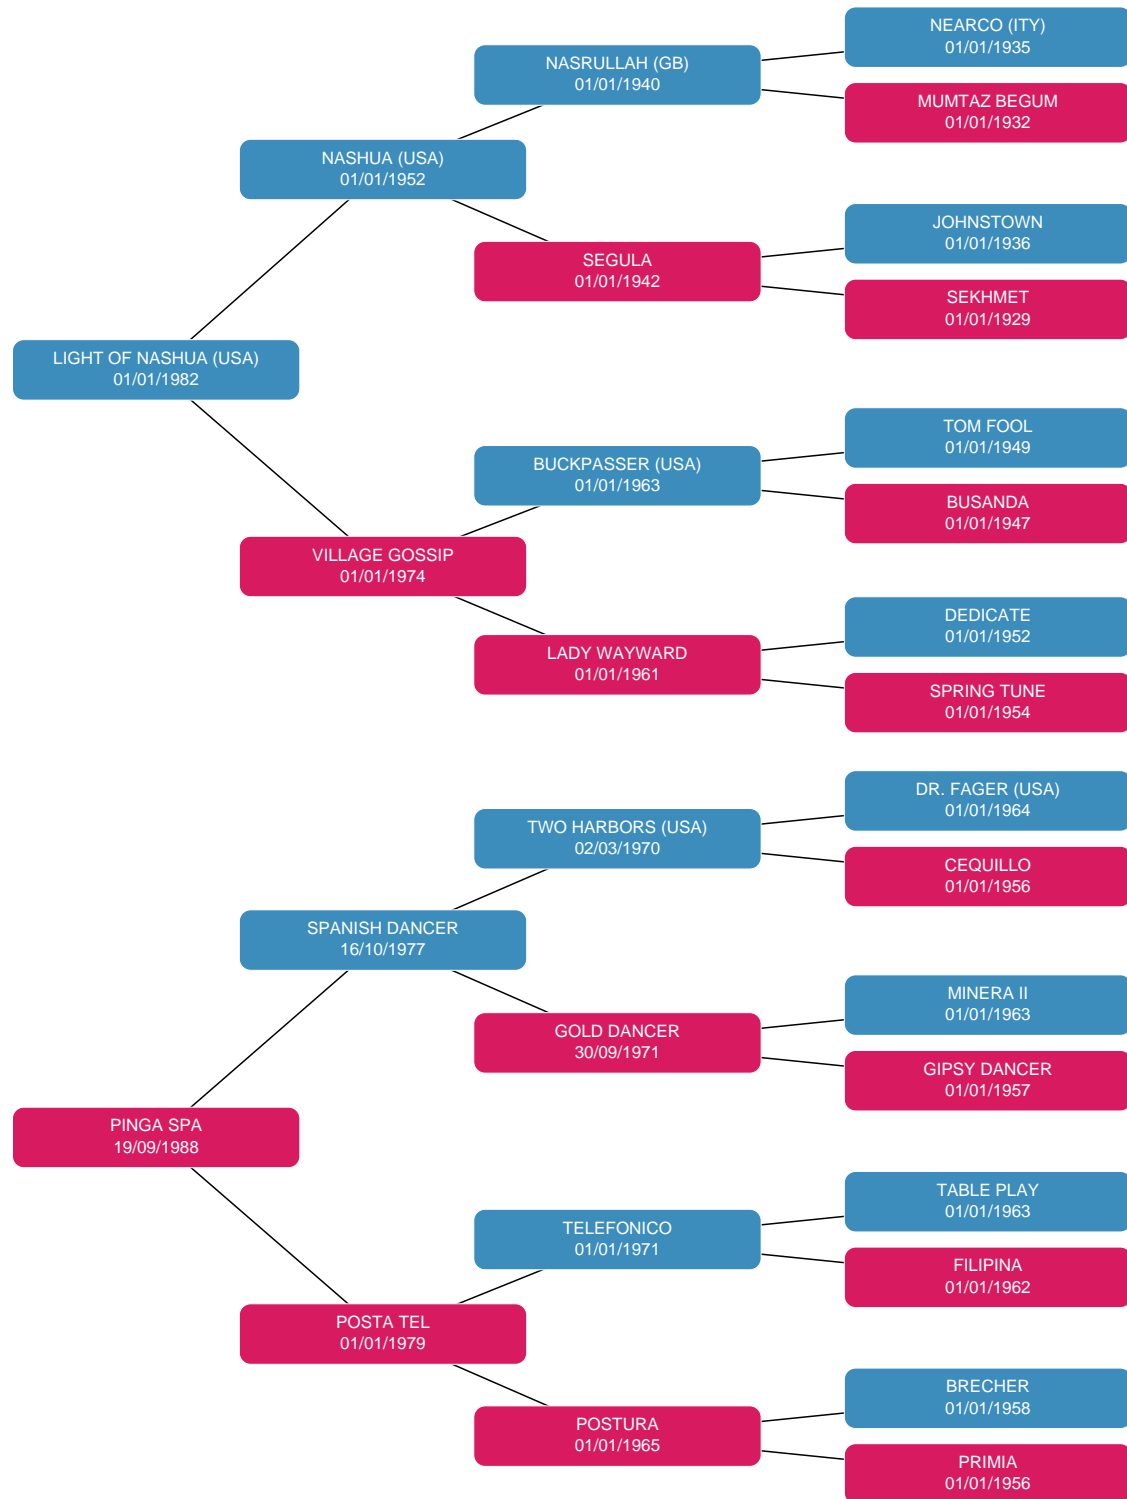 NEARCO (ITY)
01/01/1935
NASRULLAH (GB)
01/01/1940
MUMTAZ BEGUM
01/01/1932
NASHUA (USA)
01/01/1952
JOHNSTOWN
01/01/1936
SEGULA
01/01/1942
SEKHMET
01/01/1929
LIGHT OF NASHUA (USA)
01/01/1982
TOM FOOL
01/01/1949
BUCKPASSER (USA)
01/01/1963
BUSANDA
01/01/1947
VILLAGE GOSSIP
01/01/1974
DEDICATE
01/01/1952
LADY WAYWARD
01/01/1961
SPRING TUNE
01/01/1954
DR. FAGER (USA)
01/01/1964
TWO HARBORS (USA)
02/03/1970
CEQUILLO
01/01/1956
SPANISH DANCER
16/10/1977
MINERA II
01/01/1963
GOLD DANCER
30/09/1971
GIPSY DANCER
01/01/1957
PINGA SPA
19/09/1988
TABLE PLAY
01/01/1963
TELEFONICO
01/01/1971
FILIPINA
01/01/1962
POSTA TEL
01/01/1979
BRECHER
01/01/1958
POSTURA
01/01/1965
PRIMIA
01/01/1956